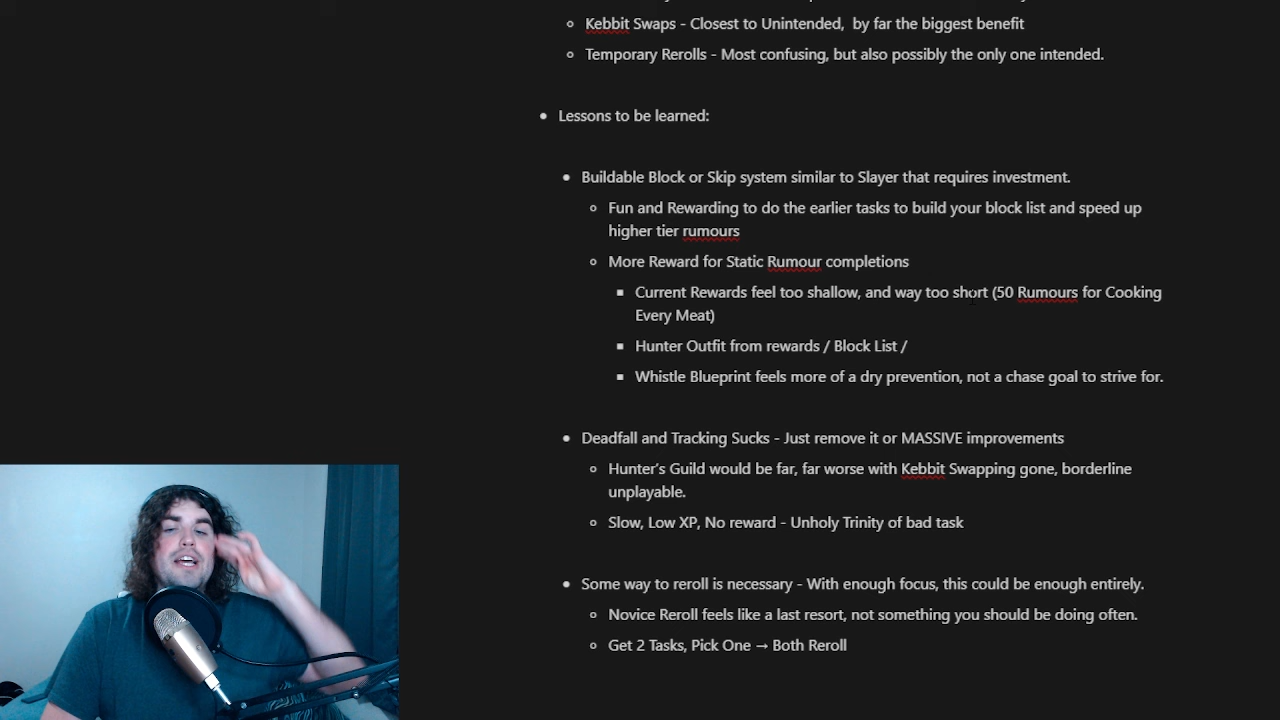 Kebbit Swaps - Closest to Unintended, by far the biggest benefit
Temporary Rerolls - Most confusing, but also possibly the only one intended.
Lessons to be learned:
Buildable Block or Skip system similar to Slayer that requires investment.
Fun and Rewarding to do the earlier tasks to build your block list and speed up
higher tier rumours
More Reward for Static Rumour completions
Current Rewards feel too shallow, and way too short (50 Rumours for Cooking
Every Meat)
Hunter Outfit from rewards / Block List /
Whistle Blueprint feels more of a dry prevention, not a chase goal to strive for.
Deadfall and Tracking Sucks - Just remove it or MASSIVE improvements
Hunter's Guild would be far, far worse with Kebbit Swapping gone, borderline
unplayable.
Slow, Low XP, No reward - Unholy Trinity of bad task
Some way to reroll is necessary - With enough focus, this could be enough entirely.
Novice Reroll feels like a last resort, not something you should be doing often.
Get 2 Tasks, Pick One → Both Reroll